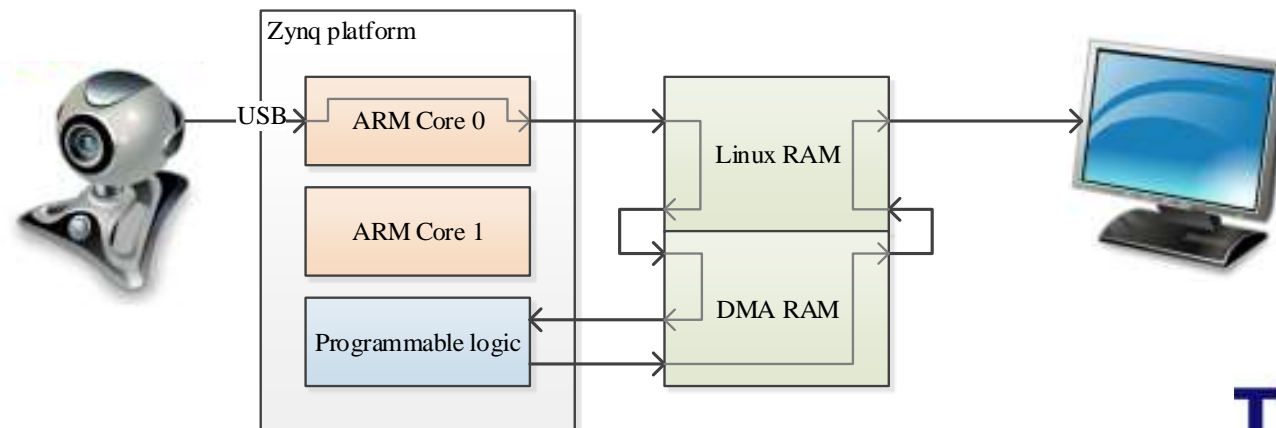 Zynq platform
USB
ARM Core 0
Linux RAM
ARM Core 1
DMA RAM
Programmable logic